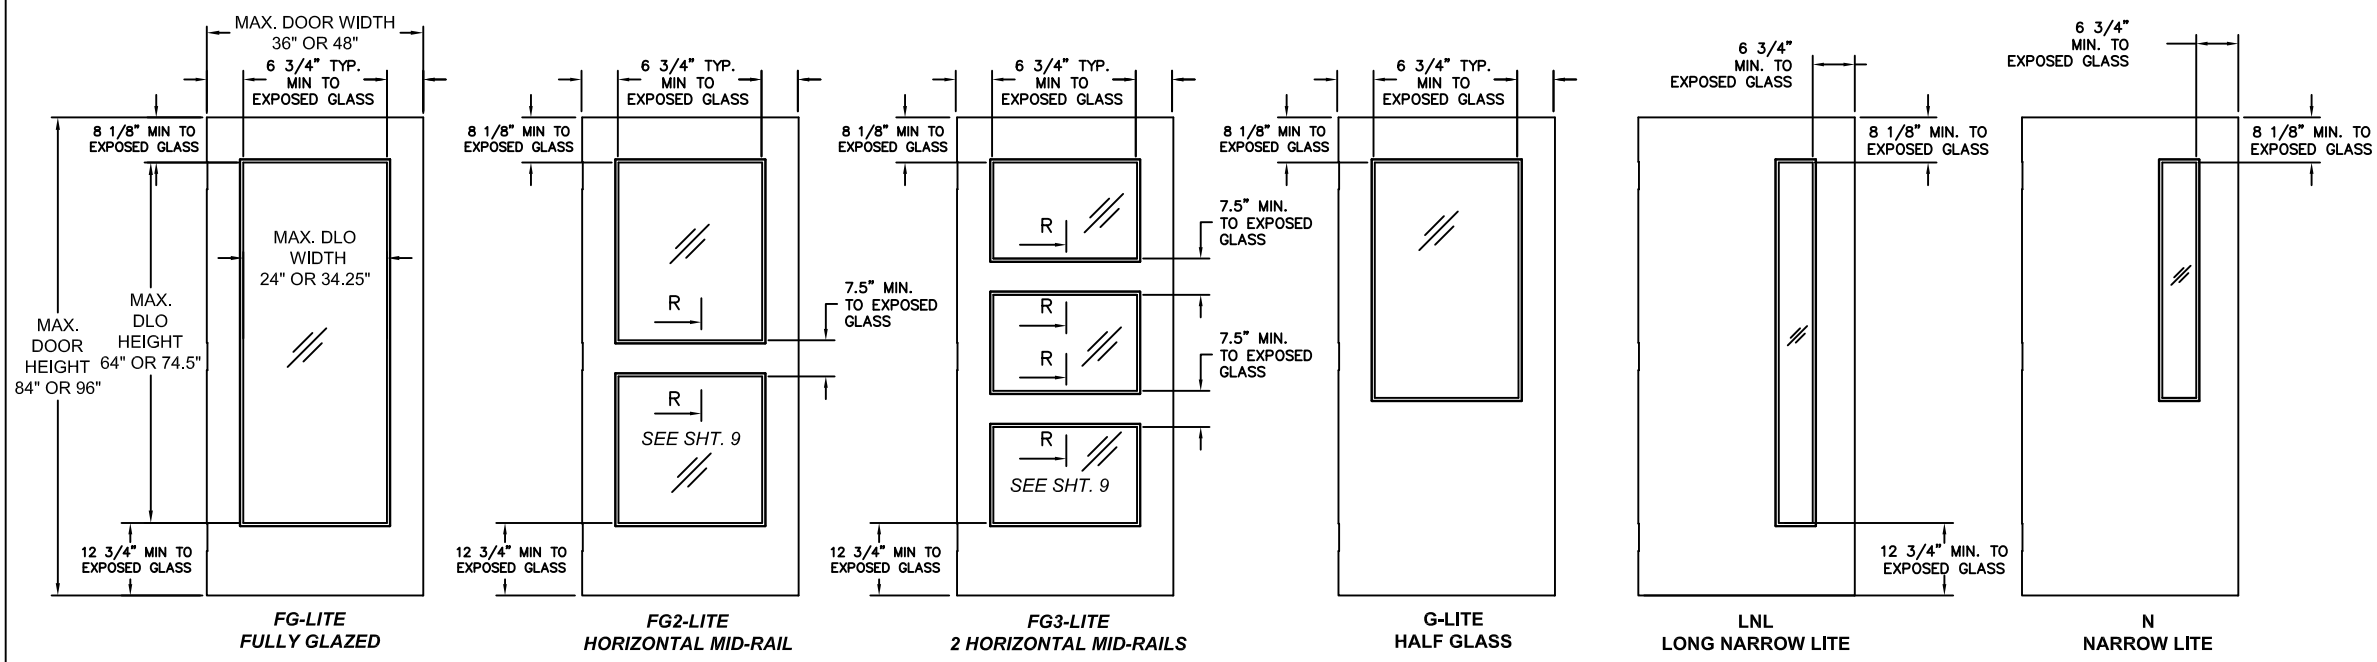 MAX. DOOR WIDTH
36" OR 48"
6 3/4" TYP.
MIN TO
EXPOSED GLASS
8 1/8" MIN TO
EXPOSED GLASS
MAX. DLO
WIDTH
24" OR 34.25"
MAX.
DLO
HEIGHT
64" OR 74.5"
MAX.
DOOR
HEIGHT
84" OR 96"
12 3/4" MIN TO
EXPOSED GLASS
FG-LITE
FULLY GLAZED
6 3/4" TYP.
MIN TO
EXPOSED GLASS
8 1/8" MIN TO
EXPOSED GLASS
R
7.5" MIN.
TO EXPOSED
GLASS
R
SEE SHT. 9
12 3/4" MIN TO
EXPOSED GLASS
FG2-LITE
HORIZONTAL MID-RAIL
6 3/4" TYP.
MIN TO
EXPOSED GLASS
8 1/8" MIN TO
EXPOSED GLASS
R
7.5" MIN.
TO EXPOSED
GLASS
R
R
7.5" MIN.
TO EXPOSED
GLASS
R
SEE SHT. 9
12 3/4" MIN TO
EXPOSED GLASS
FG3-LITE
2 HORIZONTAL MID-RAILS
6 3/4" TYP.
MIN TO
EXPOSED GLASS
8 1/8" MIN TO
EXPOSED GLASS
G-LITE
HALF GLASS
6 3/4"
MIN. TO
EXPOSED GLASS
8 1/8" MIN. TO
EXPOSED GLASS
12 3/4" MIN. TO
EXPOSED GLASS
LNL
LONG NARROW LITE
6 3/4"
MIN. TO
EXPOSED GLASS
8 1/8" MIN. TO
EXPOSED GLASS
N
NARROW LITE